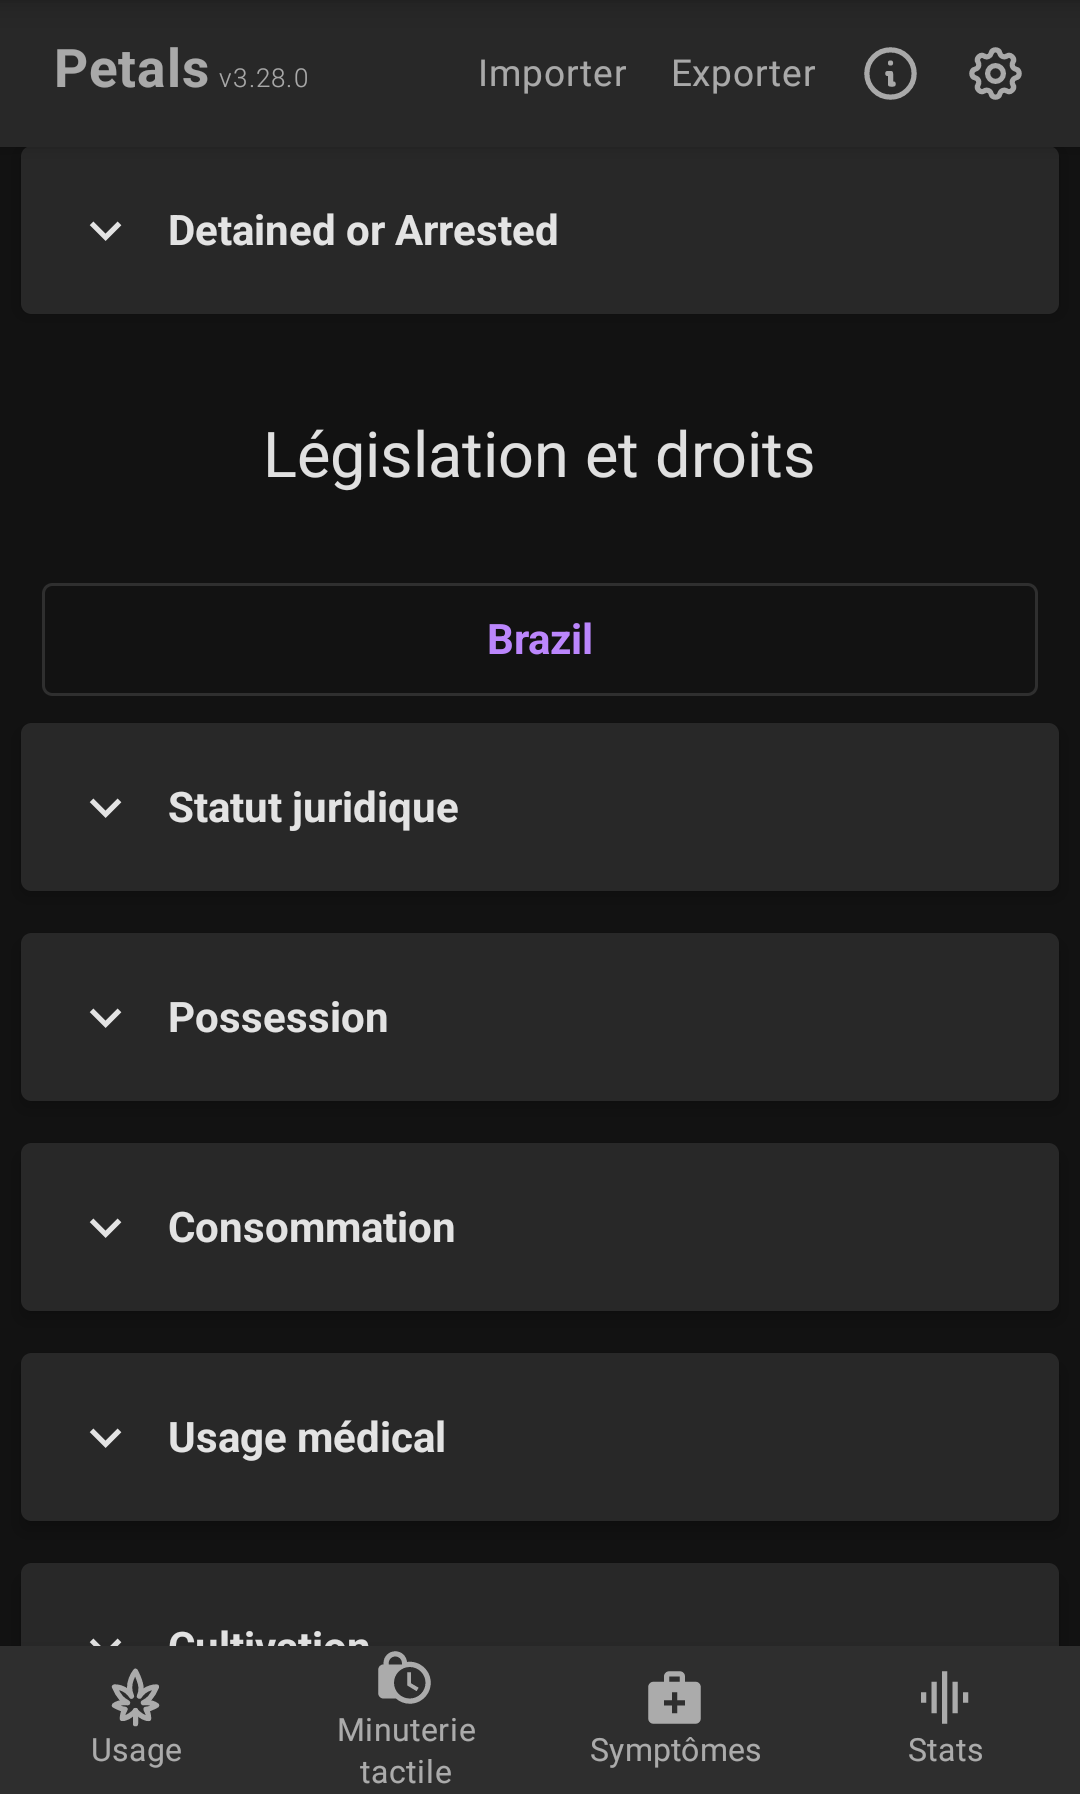 Petals v3.28.0 Importer Exporter
Detained or Arrested
Législation et droits
Brazil
Statut juridique
Possession
Consommation
Usage médical
Cultivation
Usage
Minuterie
tactile
Symptômes
Stats